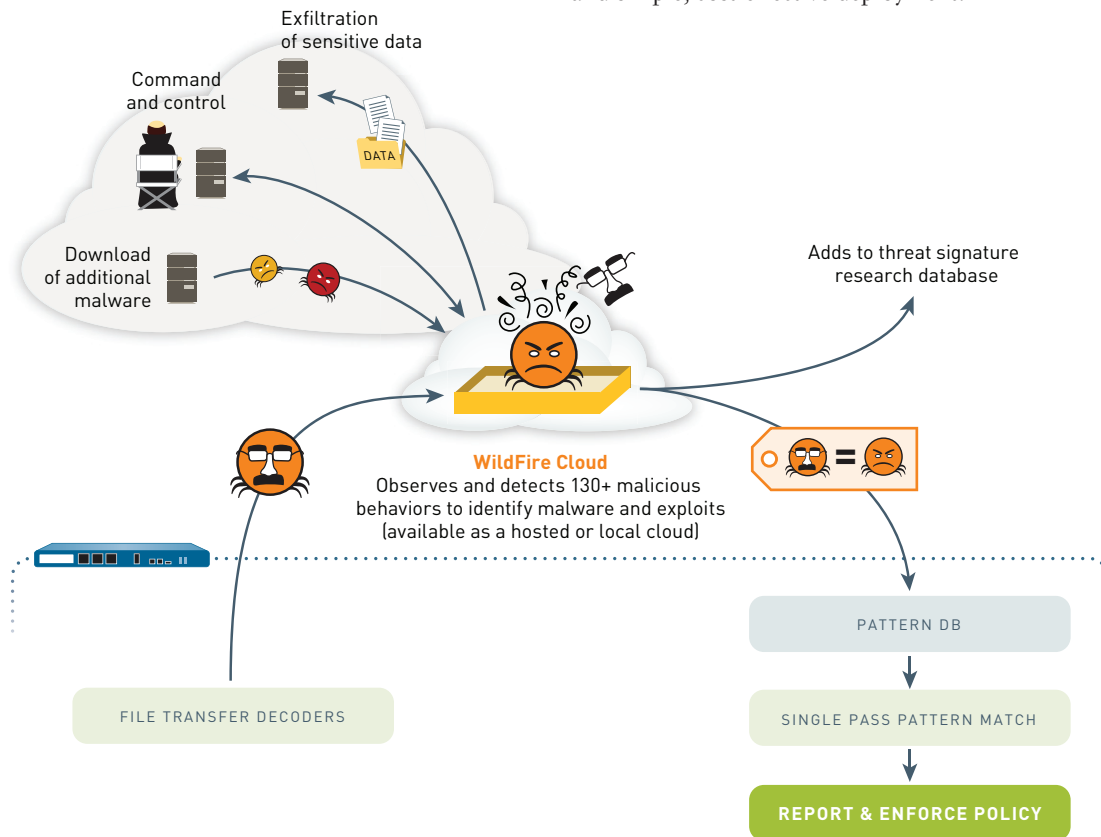 Exfiltration
of sensitive data
Command
and control
DATA
Download
of additional
malware
Adds to threat signature
research database
WildFire Cloud
Observes and detects 130+ malicious
behaviors to identify malware and exploits
(available as a hosted or local cloud)
=
PATTERN DB
FILE TRANSFER DECODERS
SINGLE PASS PATTERN MATCH
REPORT & ENFORCE POLICY